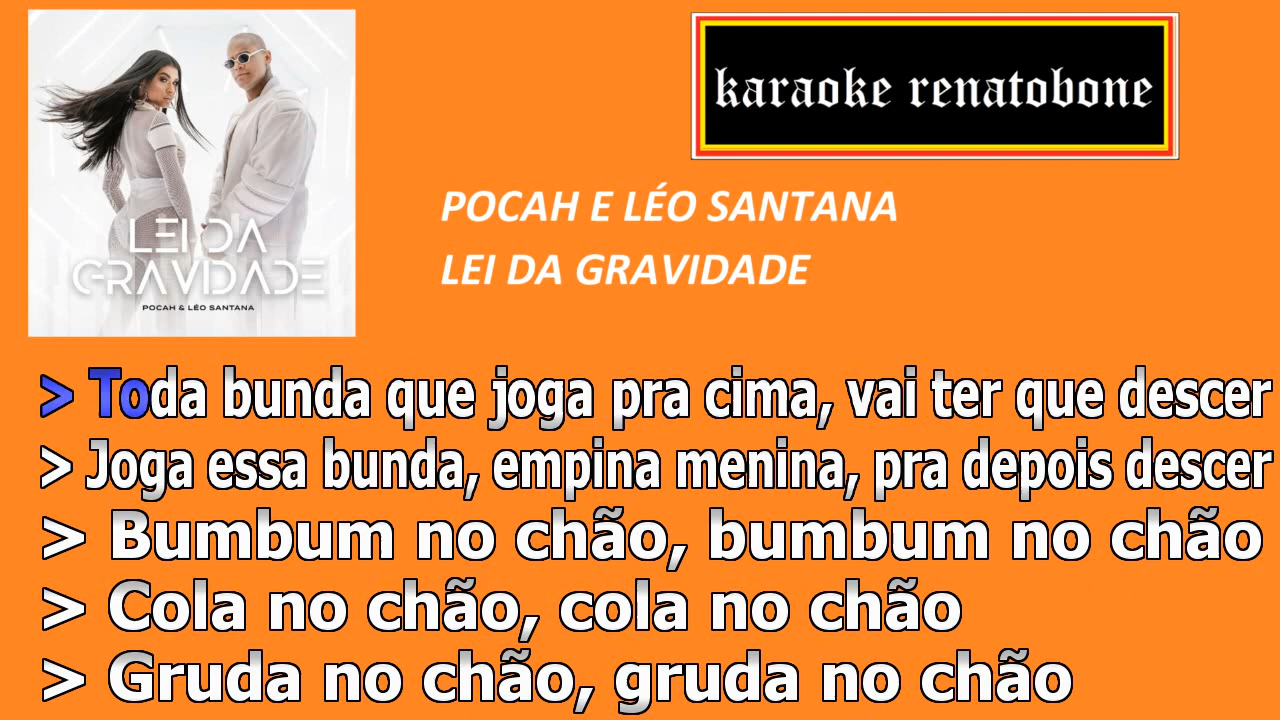 LEI DA
GRAVIDADE
POCAH & LÉO SANTANA
karaoke renatobone
POCAH E LÉO SANTANA
LEI DA GRAVIDADE
> Toda bunda que joga pra cima, vai ter que descer
> Joga essa bunda, empina menina, pra depois descer
> Bumbum no chão, bumbum no chão
> Cola no chão, cola no chão
> Gruda no chão, gruda no chão